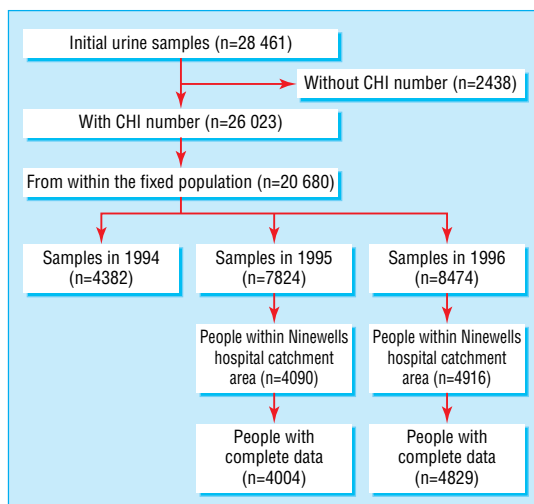 Initial urine samples (n=28 461)
Without CHI number (n=2438)
With CHI number (n=26 023)
From within the fixed population (n=20 680)
Samples in 1994
(n=4382)
Samples in 1995
(n=7824)
Samples in 1996
(n=8474)
People within Ninewells
hospital catchment
area (n=4090)
People within Ninewells
hospital catchment
area (n=4916)
People with
complete data
(n=4004)
People with
complete data
(n=4829)